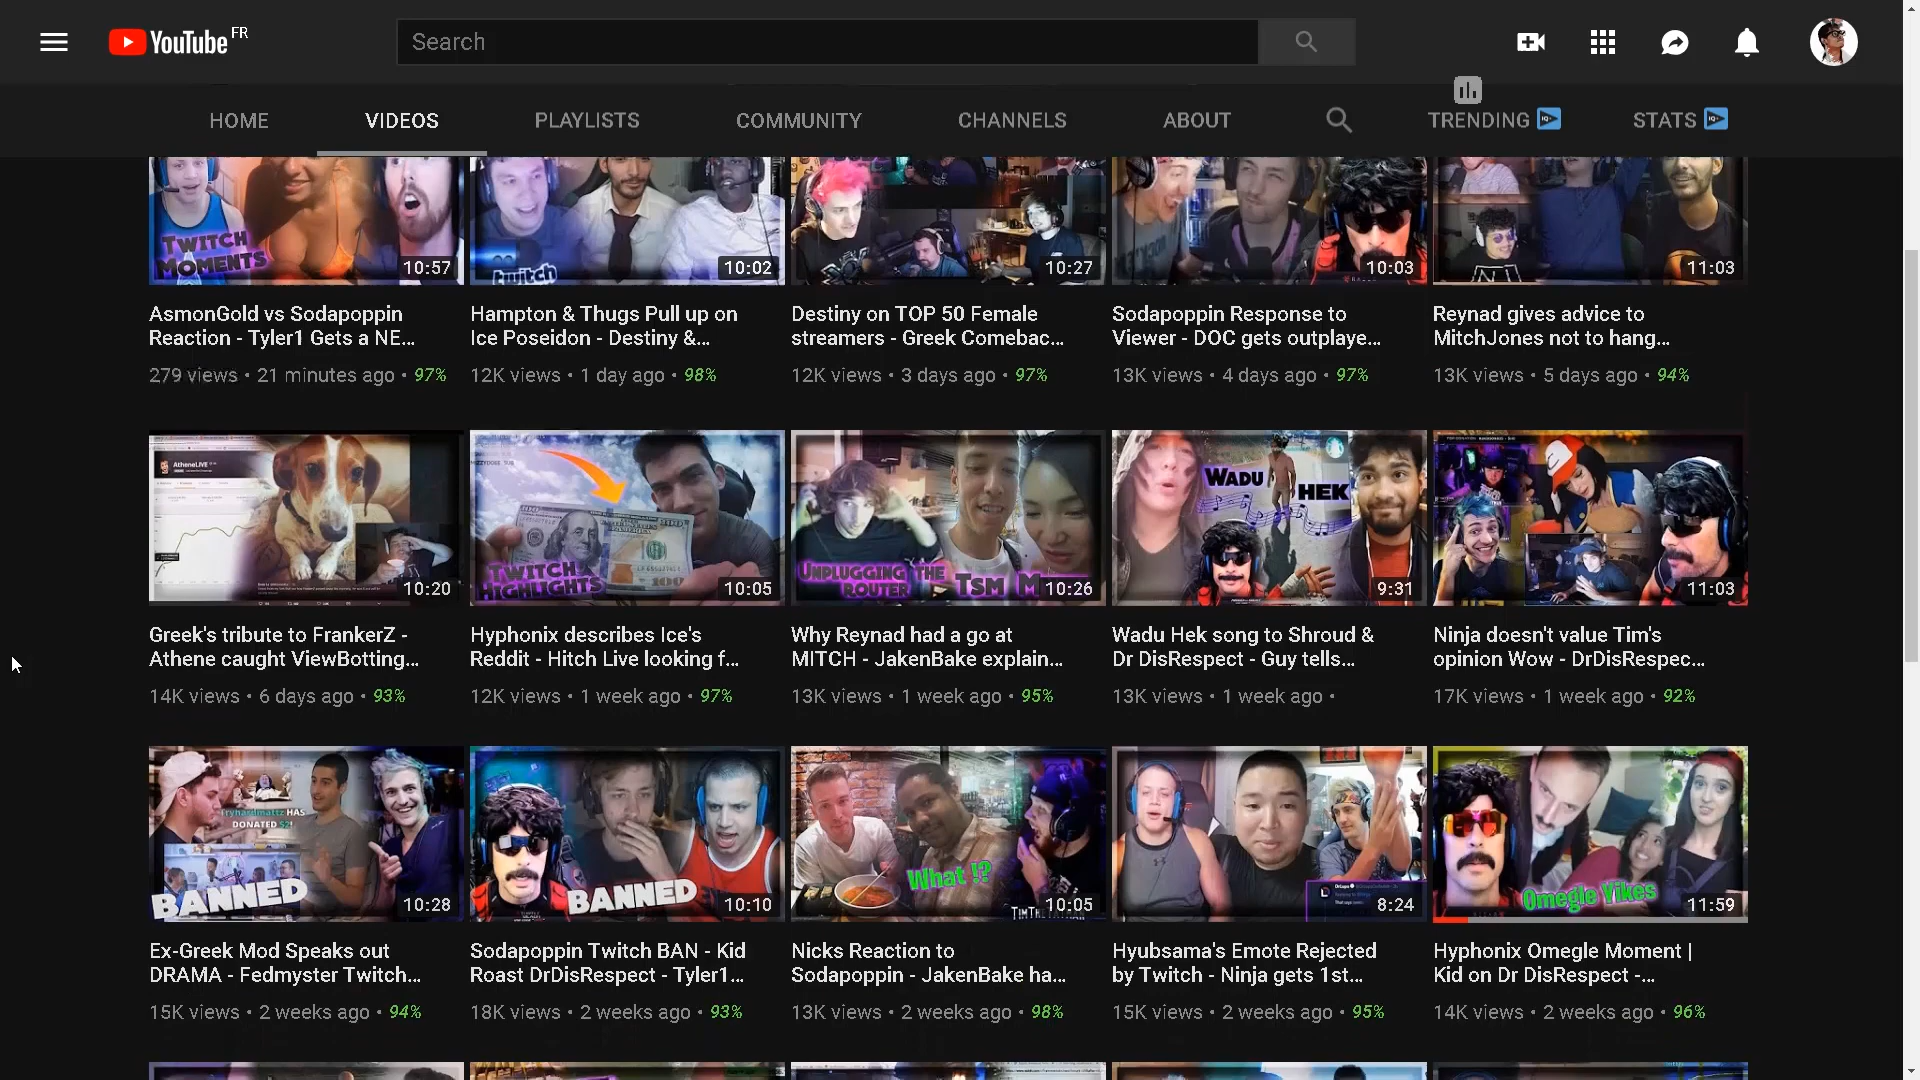 YouTube FR
Search
HOME
VIDEOS
PLAYLISTS
COMMUNITY
CHANNELS
ABOUT
TRENDING
STATS
TWITCH
MOMENTS
10:57
twitch
10:02
10:27
10:03
11:03
AsmonGold vs Sodapoppin
Reaction - Tyler1 Gets a NE...
279 views • 21 minutes ago • 97%
Hampton & Thugs Pull up on
Ice Poseidon - Destiny &...
12K views • 1 day ago • 98%
Destiny on TOP 50 Female
streamers - Greek Comebac...
12K views • 3 days ago • 97%
Sodapoppin Response to
Viewer - DOC gets outplaye...
13K views • 4 days ago • 97%
Reynad gives advice to
MitchJones not to hang...
13K views • 5 days ago • 94%
AtheneLIVE
10:20
TWITCH
HIGHLIGHTS
100
10:05
UNPLUGGING THE
ROUTER
TSM M
10:26
WADU
HEK
9:31
11:03
Greek's tribute to FrankerZ -
Athene caught ViewBotting...
14K views • 6 days ago • 93%
Hyphonix describes Ice's
Reddit - Hitch Live looking f...
12K views • 1 week ago • 97%
Why Reynad had a go at
MITCH - JakenBake explain...
13K views • 1 week ago • 95%
Wadu Hek song to Shroud &
Dr DisRespect - Guy tells...
13K views • 1 week ago •
Ninja doesn't value Tim's
opinion Wow - DrDisRespec...
17K views • 1 week ago • 92%
HAS
DONATED $2!
BANNED
10:28
BANNED
10:10
What !?
TIMTHETATMAN
10:05
8:24
Omegle Yikes
11:59
Ex-Greek Mod Speaks out
DRAMA - Fedmyster Twitch...
15K views • 2 weeks ago • 94%
Sodapoppin Twitch BAN - Kid
Roast DrDisRespect - Tyler1...
18K views • 2 weeks ago • 93%
Nicks Reaction to
Sodapoppin - JakenBake ha...
13K views • 2 weeks ago • 98%
Hyubsama's Emote Rejected
by Twitch - Ninja gets 1st...
15K views • 2 weeks ago • 95%
Hyphonix Omegle Moment |
Kid on Dr DisRespect -...
14K views • 2 weeks ago • 96%